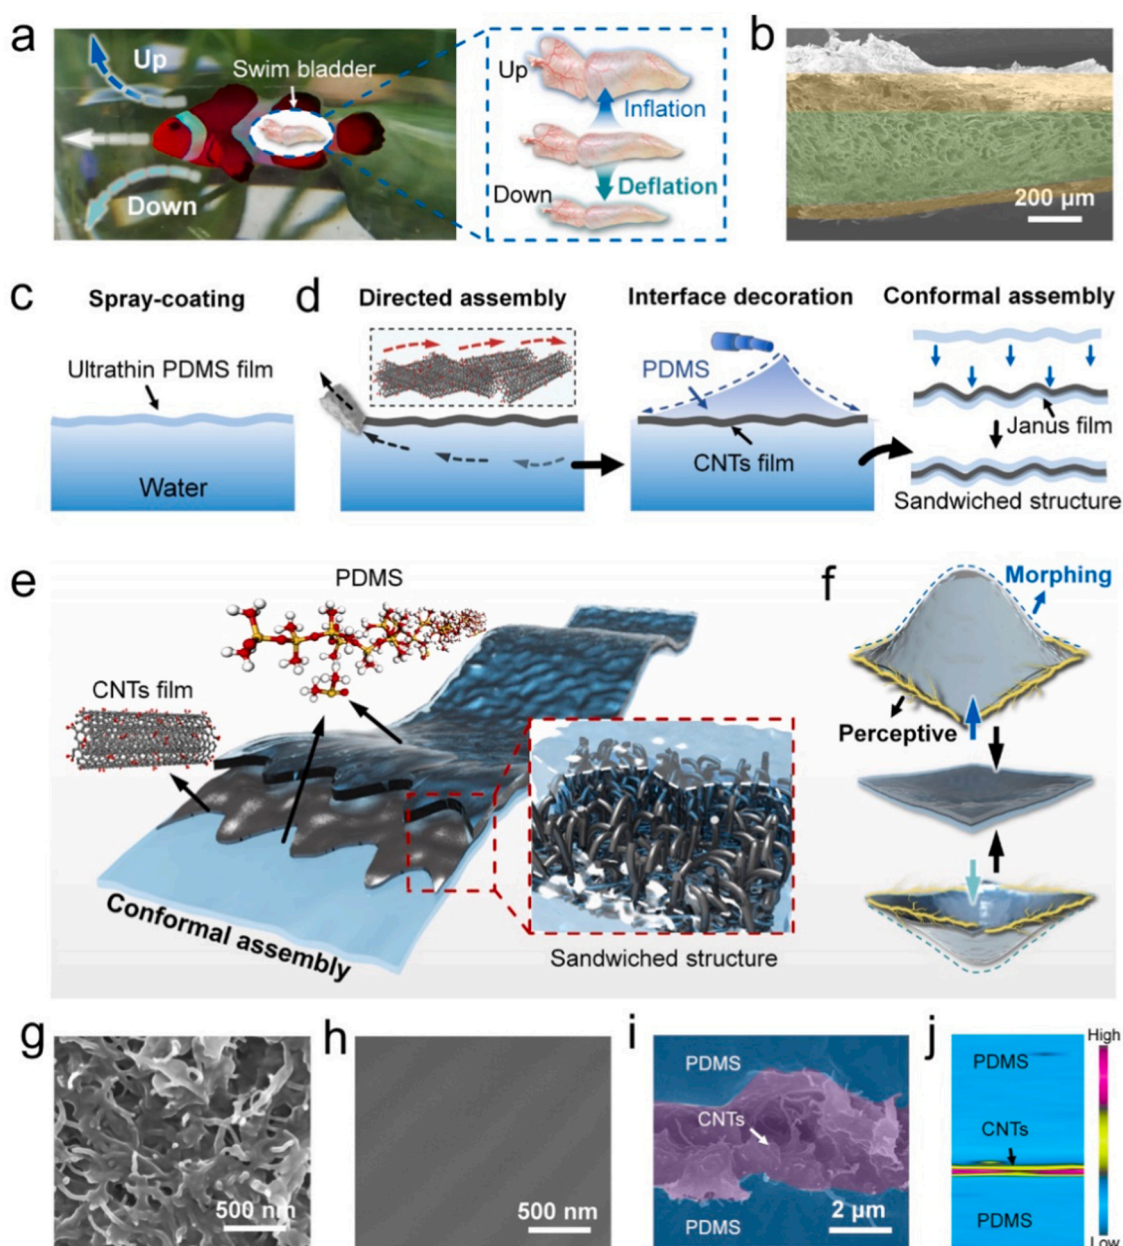 a
Up
Swim bladder
Down
Up
Inflation
Deflation
Down
b
200 µm
c
Spray-coating
Ultrathin PDMS film
Water
d
Directed assembly
Interface decoration
PDMS
CNTs film
Conformal assembly
Janus film
Sandwiched structure
e
PDMS
CNTs film
Conformal assembly
Sandwiched structure
f
Morphing
Perceptive
g
500 nm
h
500 nm
i
PDMS
CNTs
2 µm
PDMS
j
High
PDMS
CNTs
PDMS
Low